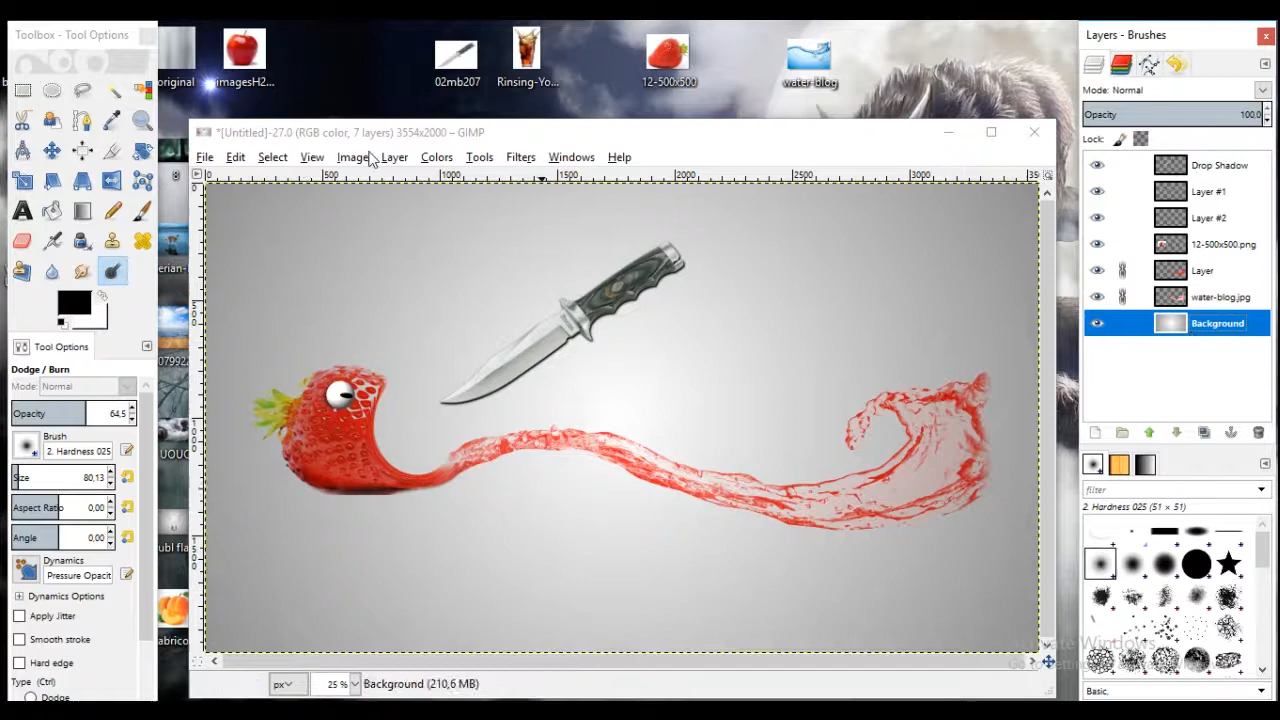 Toolbox - Tool Options
original
imagesH2...
02mb207
Rinsing-Yo...
12-500x500
water-blog
Layers - Brushes
*[Untitled]-27.0 (RGB color, 7 layers) 3554x2000 – GIMP
File Edit Select View Image Layer Colors Tools Filters Windows Help
0 500 1000 1500 2000 2500 3000
Mode: Normal
Opacity 100,0
Lock:
Drop Shadow
Layer #1
Layer #2
12-500x500.png
Layer
water-blog.jpg
Background
Tool Options
Dodge / Burn
Mode: Normal
Opacity 64,5
Brush
2. Hardness 025
Size 80,13
Aspect Ratio 0,00
Angle 0,00
Dynamics
Pressure Opacit
Dynamics Options
Apply Jitter
Smooth stroke
Hard edge
Type (Ctrl)
Dodge
filter
2. Hardness 025 (51 × 51)
Basic,
px 25 % Background (210,6 MB)